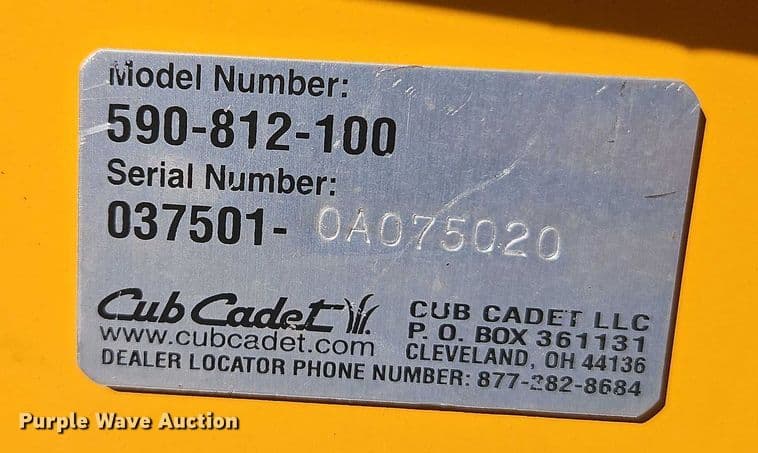 Model Number:
590-812-100
Serial Number:
037501- 0A075020
Cub Cadet
www.cubcadet.com
CUB CADET LLC
P. O. BOX 361131
CLEVELAND, OH 44136
DEALER LOCATOR PHONE NUMBER: 877-282-8684
Purple Wave Auction